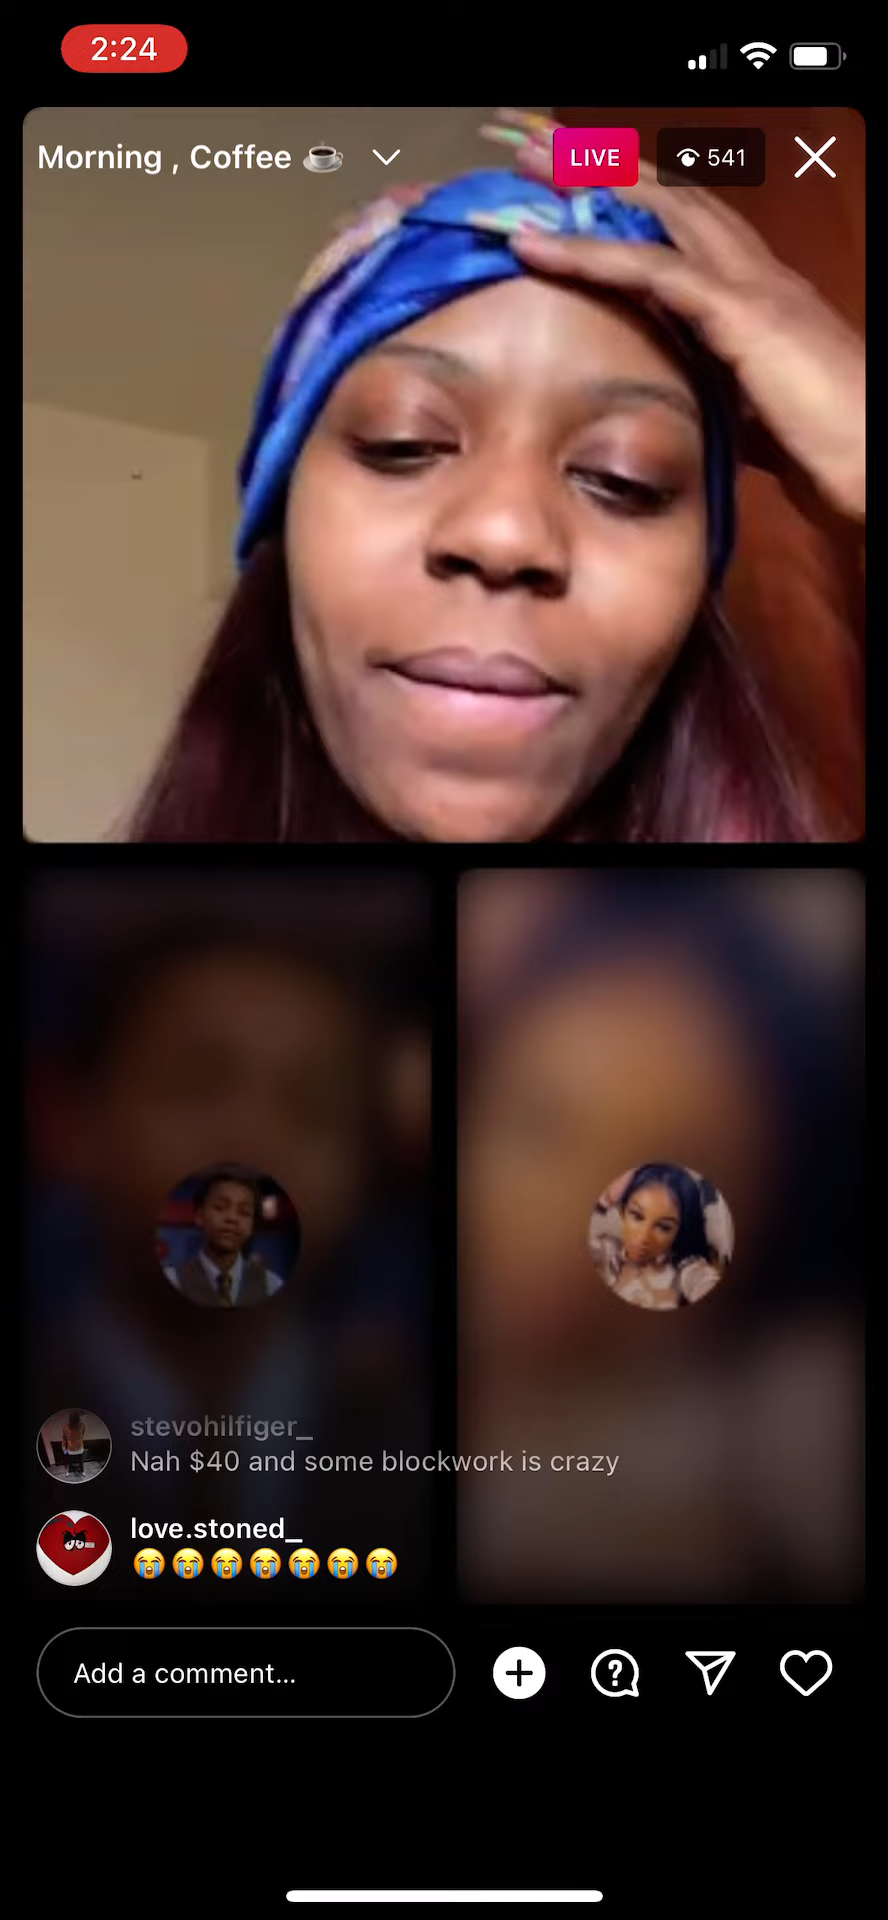 2:24
Morning , Coffee ☕
LIVE
541
stevohilfiger_
Nah $40 and some blockwork is crazy
love.stoned_
😭😭😭😭😭😭😭
Add a comment...